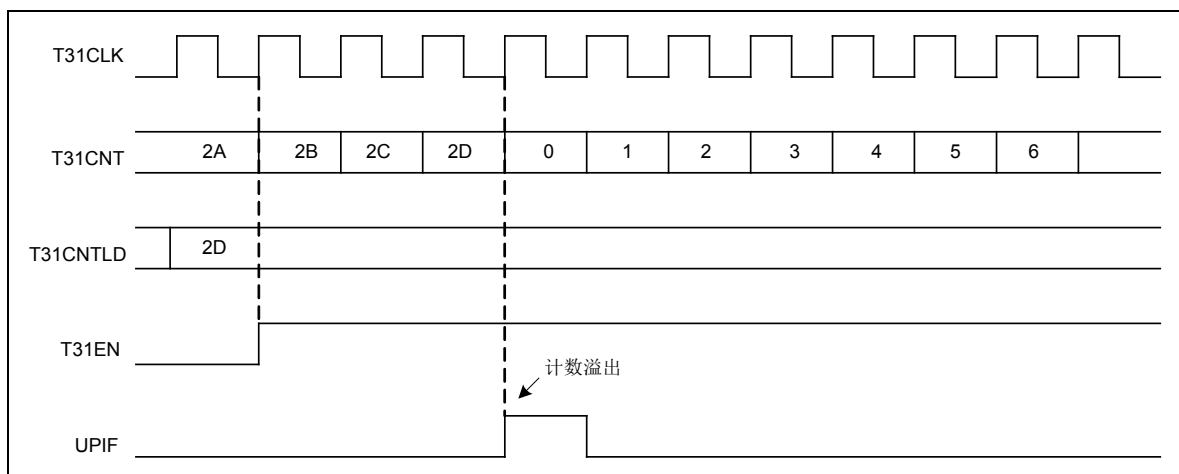 T31CLK
T31CNT 2A 2B 2C 2D 0 1 2 3 4 5 6
T31CNTLD 2D
T31EN
计数溢出
UPIF